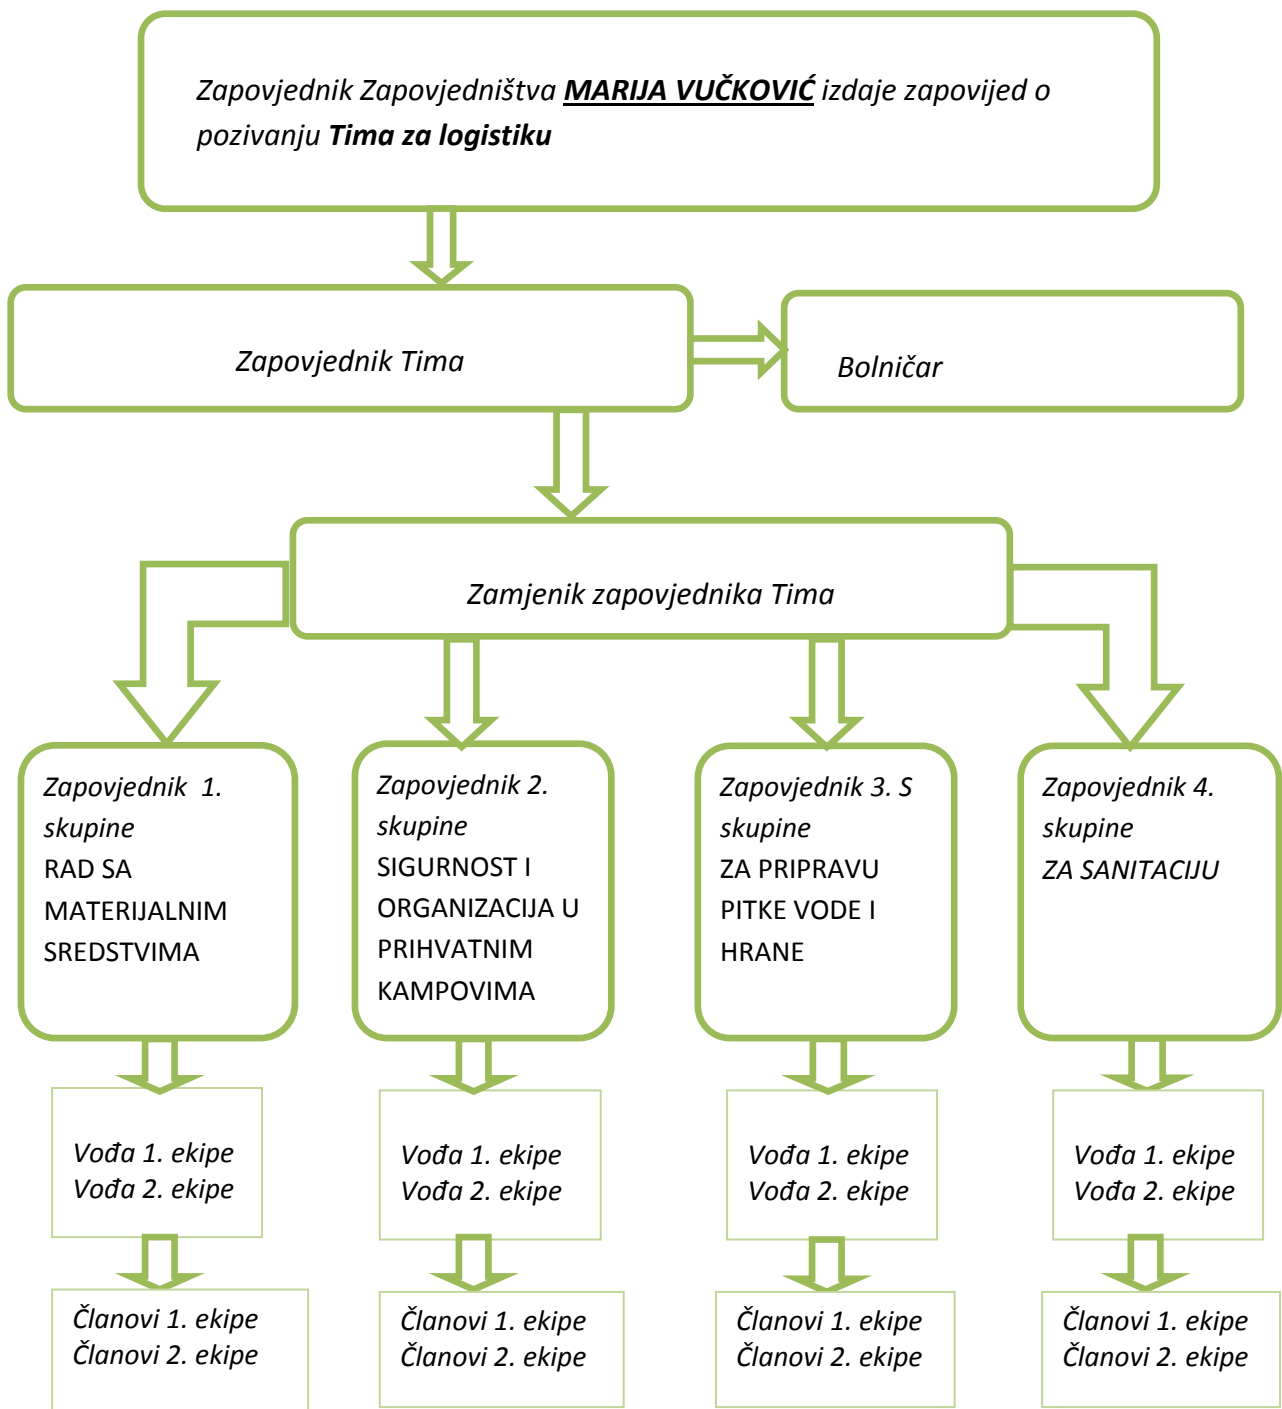 Zapovjednik Zapovjedništva MARIJA VUČKOVIĆ izdaje zapovijed o
pozivanju Tima za logistiku
Zapovjednik Tima
Bolničar
Zamjenik zapovjednika Tima
Zapovjednik 1.
skupine
RAD SA
MATERIJALNIM
SREDSTVIMA
Zapovjednik 2.
skupine
SIGURNOST I
ORGANIZACIJA U
PRIHVATNIM
KAMPOVIMA
Zapovjednik 3. S
skupine
ZA PRIPRAVU
PITKE VODE I
HRANE
Zapovjednik 4.
skupine
ZA SANITACIJU
Vođa 1. ekipe
Vođa 2. ekipe
Vođa 1. ekipe
Vođa 2. ekipe
Vođa 1. ekipe
Vođa 2. ekipe
Vođa 1. ekipe
Vođa 2. ekipe
Članovi 1. ekipe
Članovi 2. ekipe
Članovi 1. ekipe
Članovi 2. ekipe
Članovi 1. ekipe
Članovi 2. ekipe
Članovi 1. ekipe
Članovi 2. ekipe